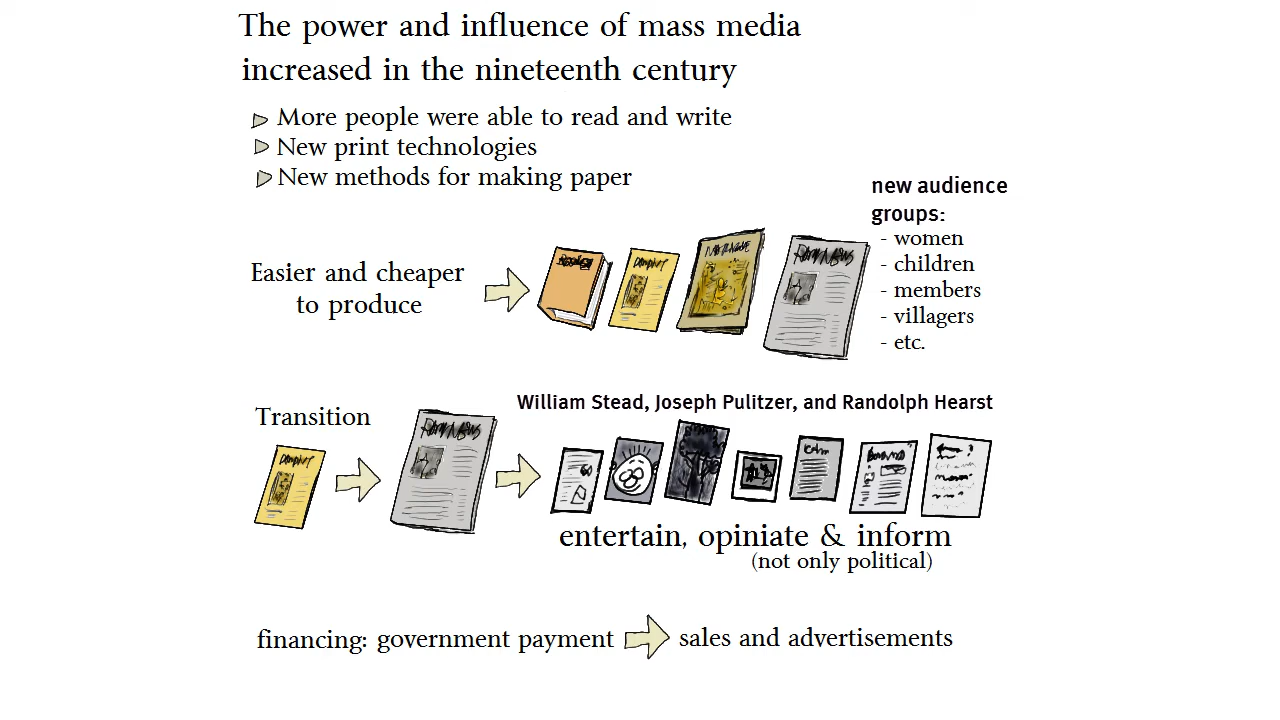 The power and influence of mass media
increased in the nineteenth century
More people were able to read and write
New print technologies
New methods for making paper
new audience
groups:
- women
- children
- members
- villagers
- etc.
Easier and cheaper
to produce
Transition
William Stead, Joseph Pulitzer, and Randolph Hearst
entertain, opiniate & inform
(not only political)
financing: government payment
sales and advertisements